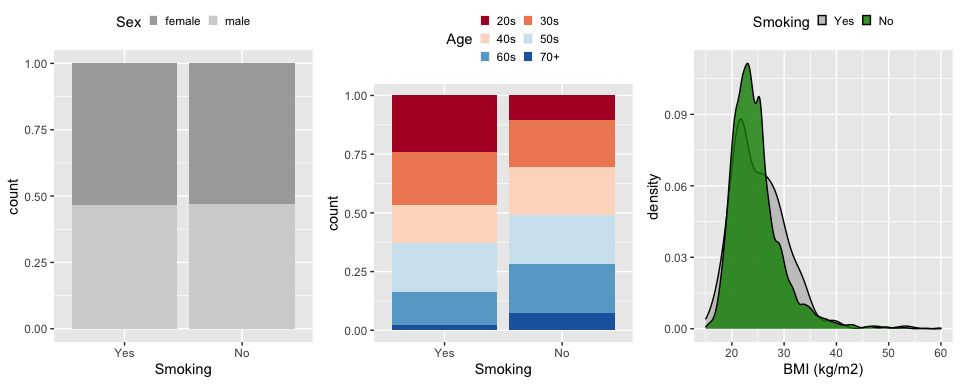 Sex female male
1.00
0.75
0.50
0.25
0.00
count
Yes No
Smoking
Age
20s 30s
40s 50s
60s 70+
1.00
0.75
0.50
0.25
0.00
count
Yes No
Smoking
Smoking Yes No
0.09
0.06
0.03
0.00
density
20 30 40 50 60
BMI (kg/m2)